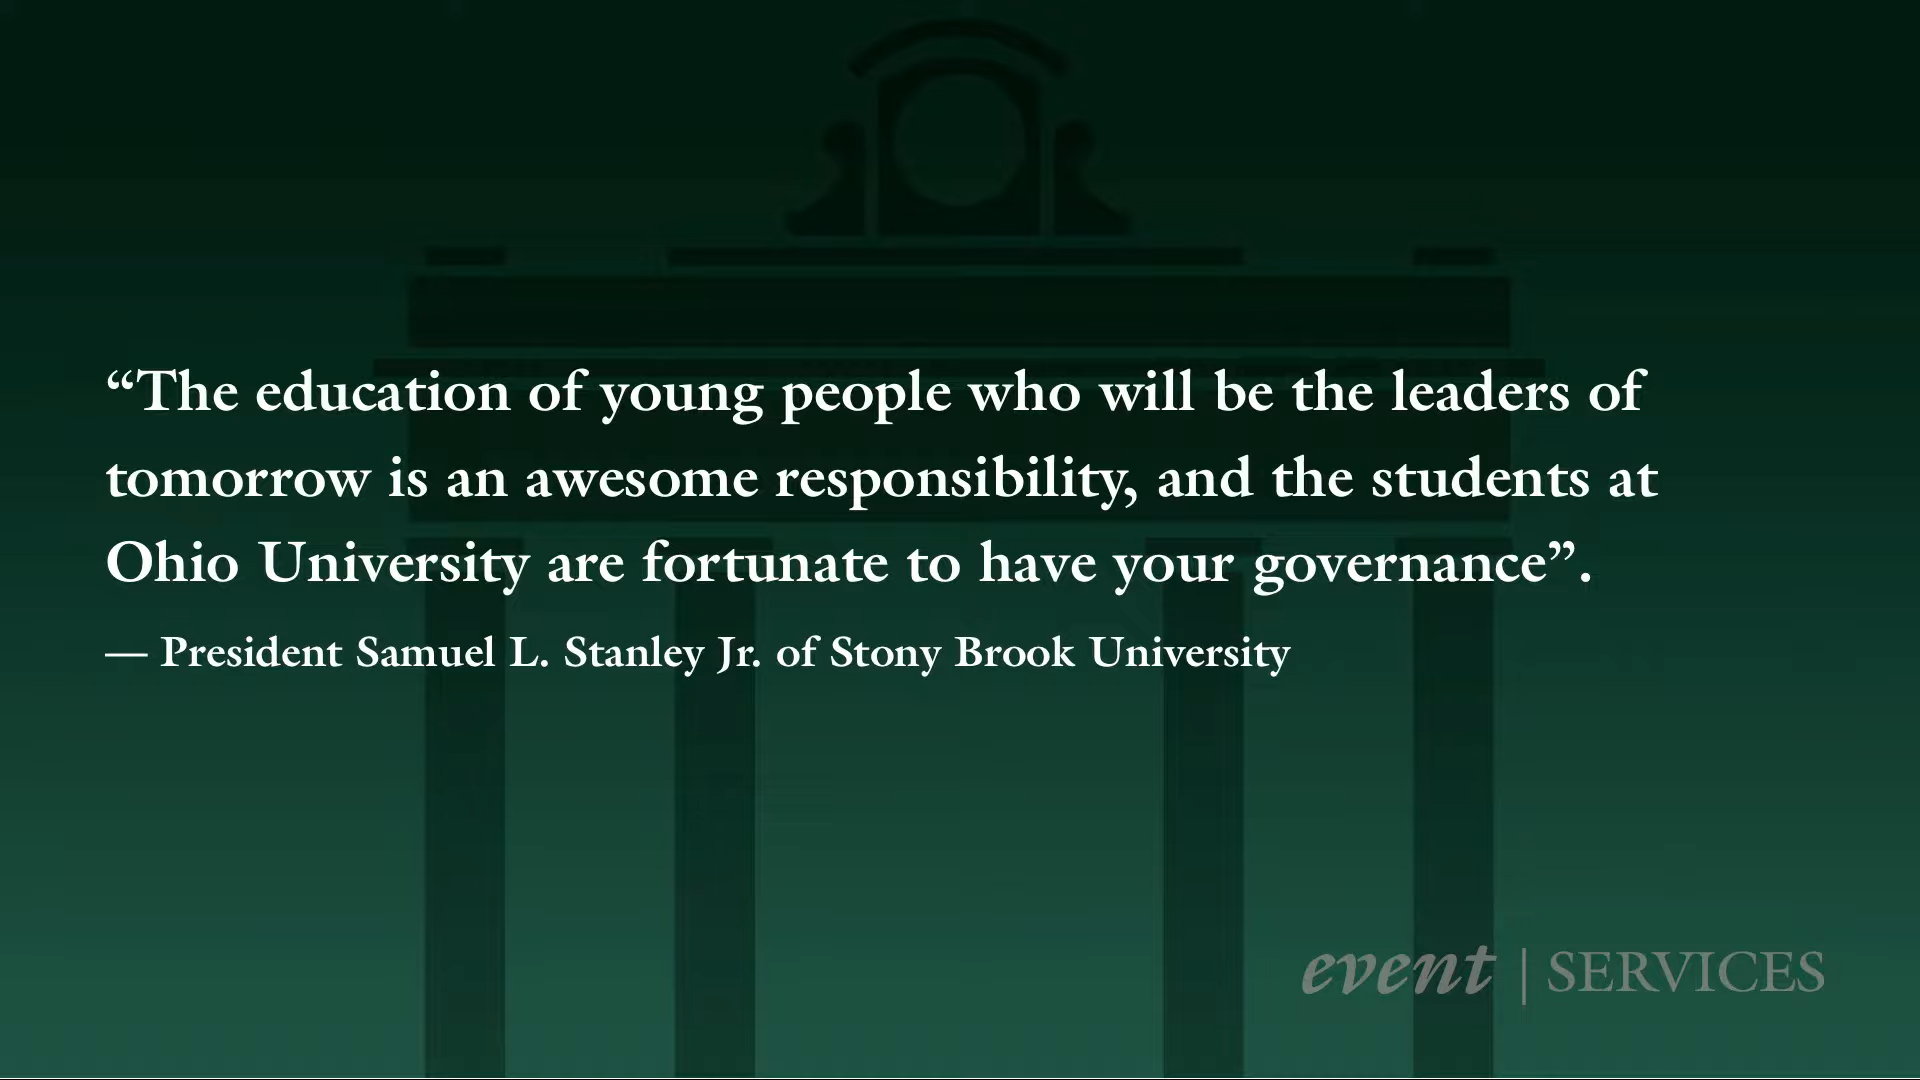 “The education of young people who will be the leaders of
tomorrow is an awesome responsibility, and the students at
Ohio University are fortunate to have your governance”.
— President Samuel L. Stanley Jr. of Stony Brook University
event | SERVICES